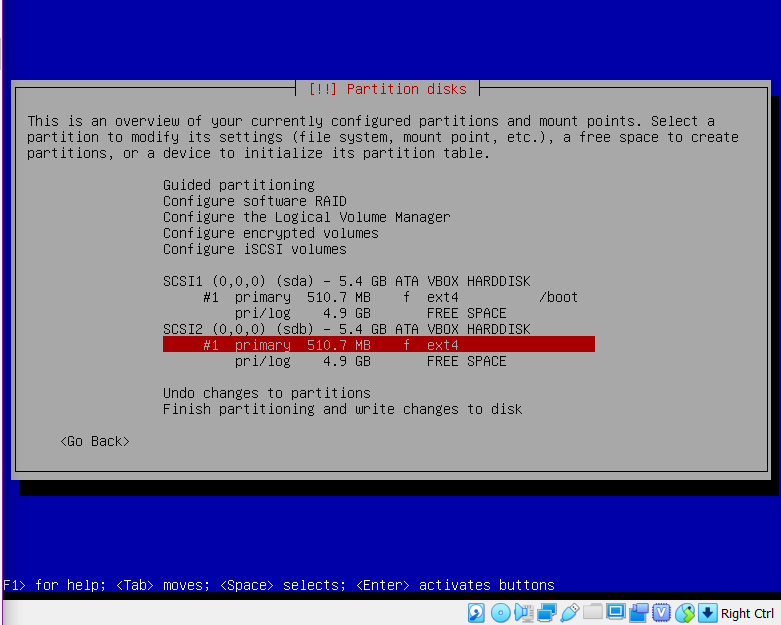 [!!] Partition disks
This is an overview of your currently configured partitions and mount points. Select a
partition to modify its settings (file system, mount point, etc.), a free space to create
partitions, or a device to initialize its partition table.
Guided partitioning
Configure software RAID
Configure the Logical Volume Manager
Configure encrypted volumes
Configure iSCSI volumes
SCSI1 (0,0,0) (sda) - 5.4 GB ATA VBOX HARDDISK
#1 primary 510.7 MB f ext4 /boot
pri/log 4.9 GB FREE SPACE
SCSI2 (0,0,0) (sdb) - 5.4 GB ATA VBOX HARDDISK
#1 primary 510.7 MB f ext4
pri/log 4.9 GB FREE SPACE
Undo changes to partitions
Finish partitioning and write changes to disk
<Go Back>
F1> for help; <Tab> moves; <Space> selects; <Enter> activates buttons
Right Ctrl